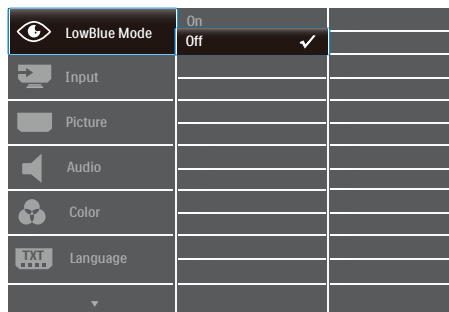 LowBlue Mode
On
Off
Input
Picture
Audio
Color
TXT
Language